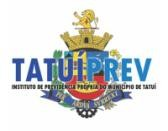 TATUÍPREV
INSTITUTO DE PREVIDÊNCIA PRÓPRIA DO MUNICÍPIO DE TATUÍ